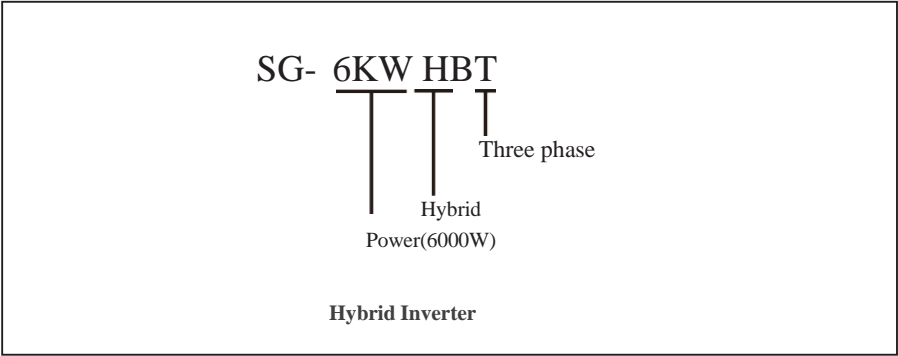 SG- 6KW HBT
Three phase
Hybrid
Power(6000W)
Hybrid Inverter